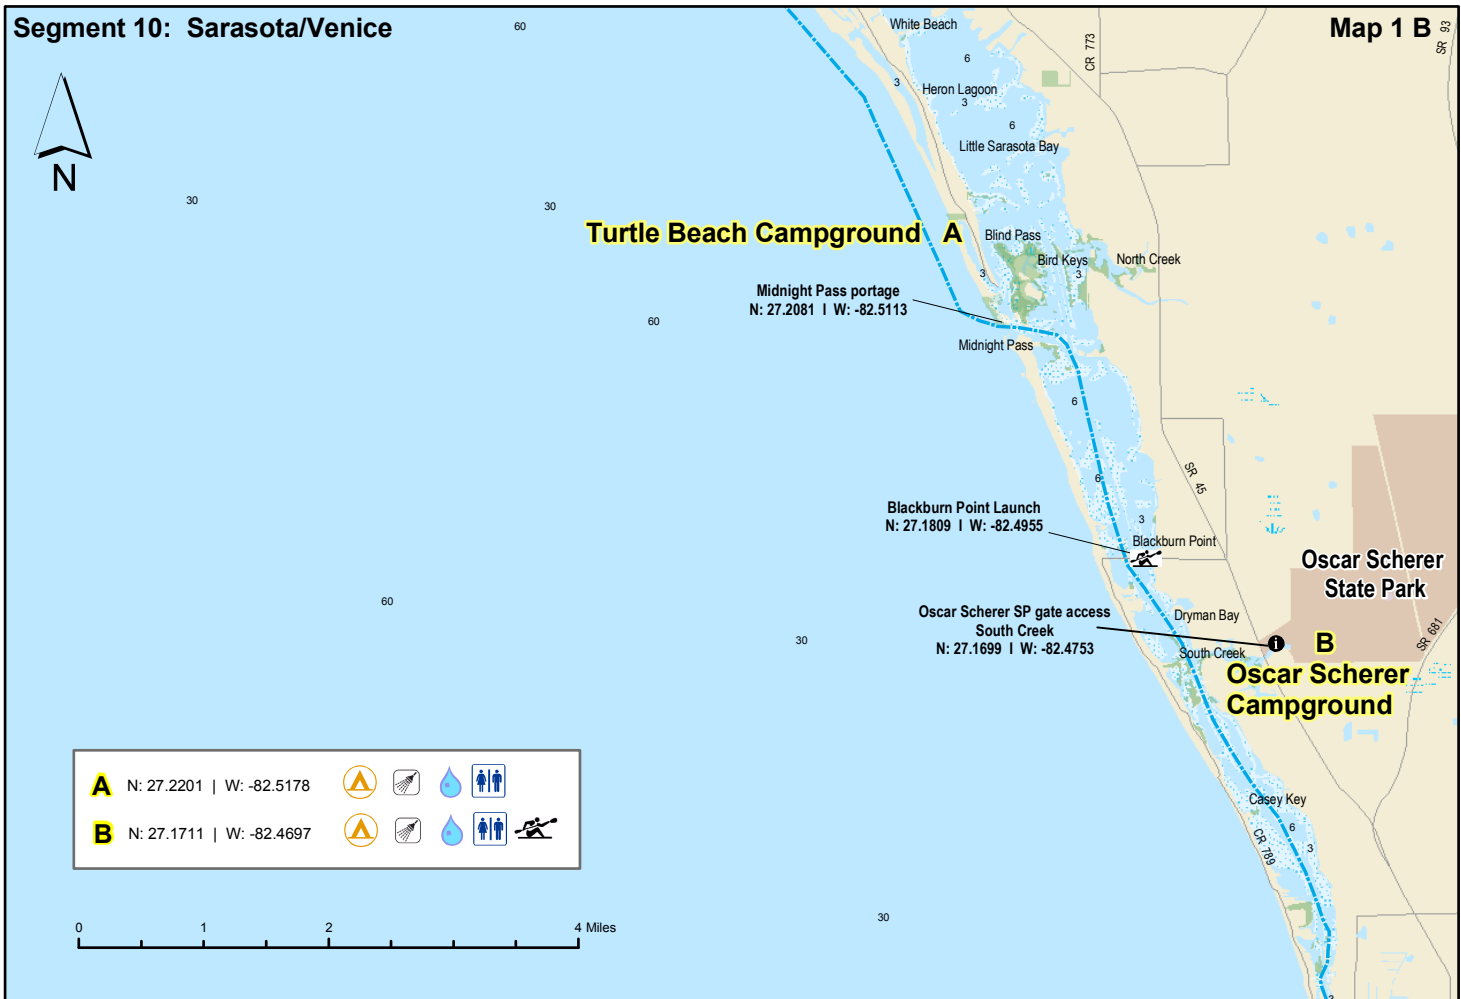 Segment 10: Sarasota/Venice
Map 1 B
60
White Beach
CR 773
SR 93
6
3
Heron Lagoon
3
6
Little Sarasota Bay
N
30
30
Turtle Beach Campground A
Blind Pass
Bird Keys
North Creek
3
3
Midnight Pass portage
N: 27.2081 I W: -82.5113
60
Midnight Pass
6
SR 45
6
Blackburn Point Launch
N: 27.1809 I W: -82.4955
3
Blackburn Point
Oscar Scherer
State Park
60
Oscar Scherer SP gate access
South Creek
N: 27.1699 I W: -82.4753
Dryman Bay
30
South Creek
i
B
SR 681
Oscar Scherer
Campground
A N: 27.2201 | W: -82.5178
B N: 27.1711 | W: -82.4697
Casey Key
6
3
CR 789
30
0 1 2 4 Miles
3